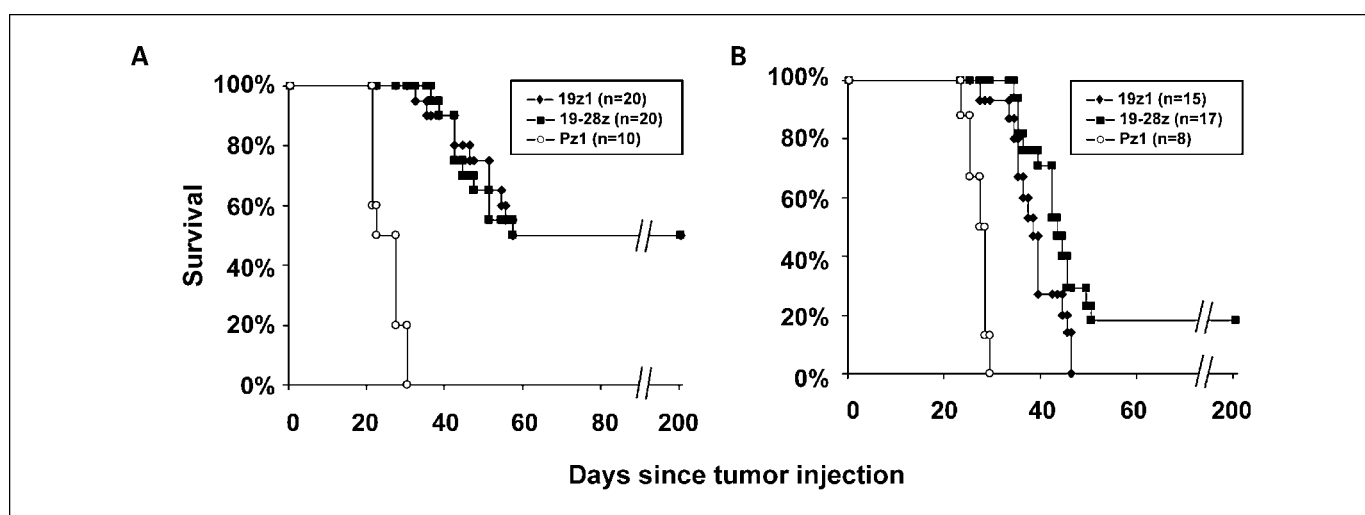 A
Survival
100%
80%
60%
40%
20%
0%
19z1 (n=20)
19-28z (n=20)
Pz1 (n=10)
0 20 40 60 80 200
B
100%
80%
60%
40%
20%
0%
19z1 (n=15)
19-28z (n=17)
Pz1 (n=8)
0 20 40 60 200
Days since tumor injection